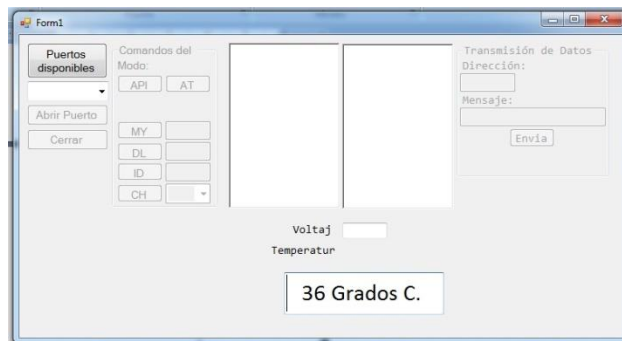 Form1
Puertos
disponibles
Abrir Puerto
Cerrar
Comandos del
Modo:
API AT
MY
DL
ID
CH
Transmisión de Datos
Dirección:
Mensaje:
Envia
Voltaj
Temperatur
36 Grados C.